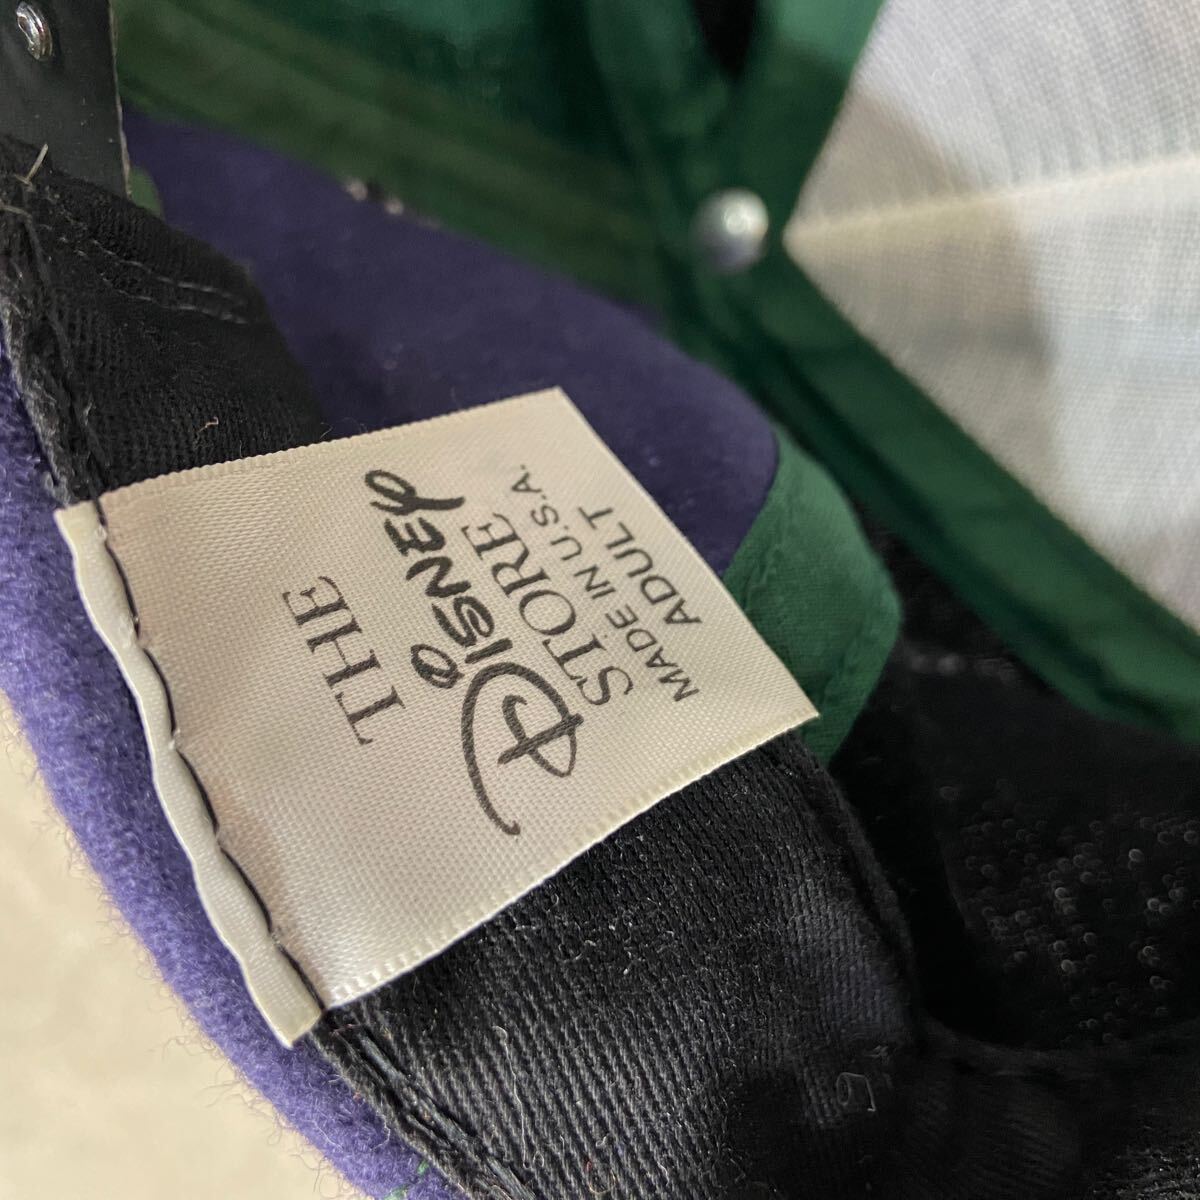 THE
DISNEY
STORE
MADE IN U.S.A.
ADULT